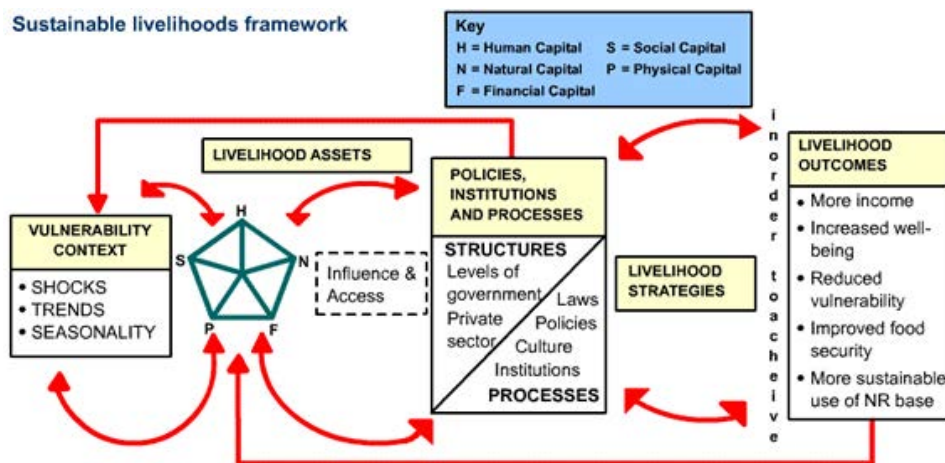 Sustainable livelihoods framework
Key
H = Human Capital S = Social Capital
N = Natural Capital P = Physical Capital
F = Financial Capital
LIVELIHOOD ASSETS
H
S
N
P
F
VULNERABILITY
CONTEXT
• SHOCKS
• TRENDS
• SEASONALITY
Influence &
Access
POLICIES,
INSTITUTIONS
AND PROCESSES
STRUCTURES
Levels of
government
Private
sector
Laws
Policies
Culture
Institutions
PROCESSES
LIVELIHOOD
STRATEGIES
inorder toacheive
LIVELIHOOD
OUTCOMES
• More income
• Increased well-
being
• Reduced
vulnerability
• Improved food
security
• More sustainable
use of NR base